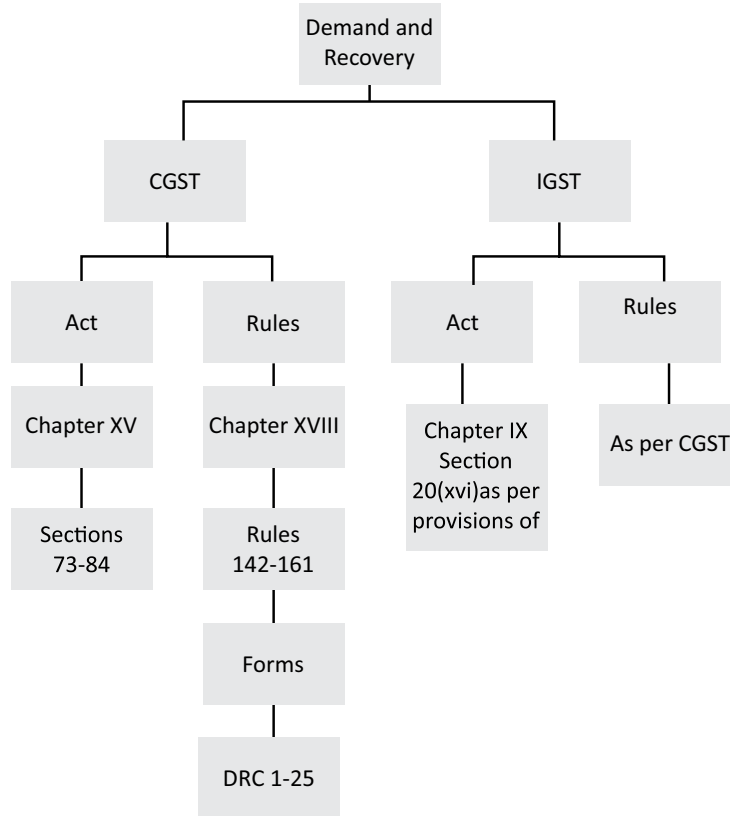 Demand and
Recovery
CGST
IGST
Act
Rules
Act
Rules
Chapter XV
Chapter XVIII
Chapter IX
Section
20(xvi)as per
provisions of
As per CGST
Sections
73-84
Rules
142-161
Forms
DRC 1-25